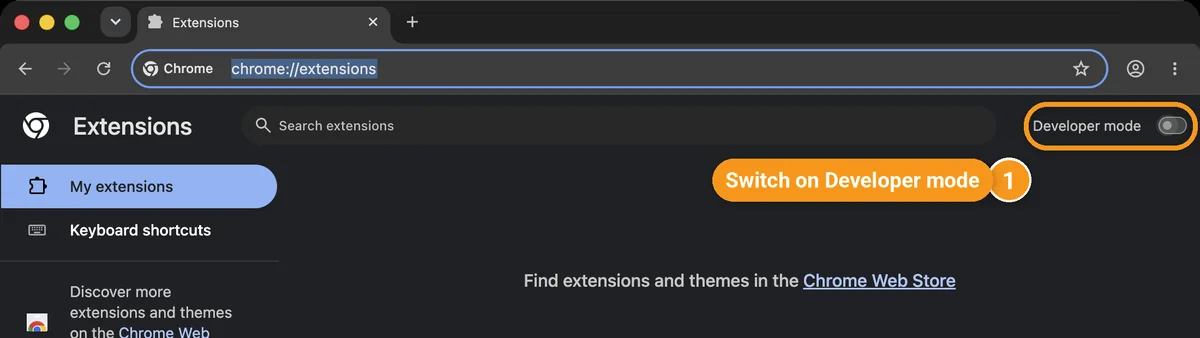 Extensions
Chrome chrome://extensions
Extensions
Search extensions
Developer mode
My extensions
Switch on Developer mode 1
Keyboard shortcuts
Find extensions and themes in the Chrome Web Store
Discover more
extensions and themes
on the Chrome Web